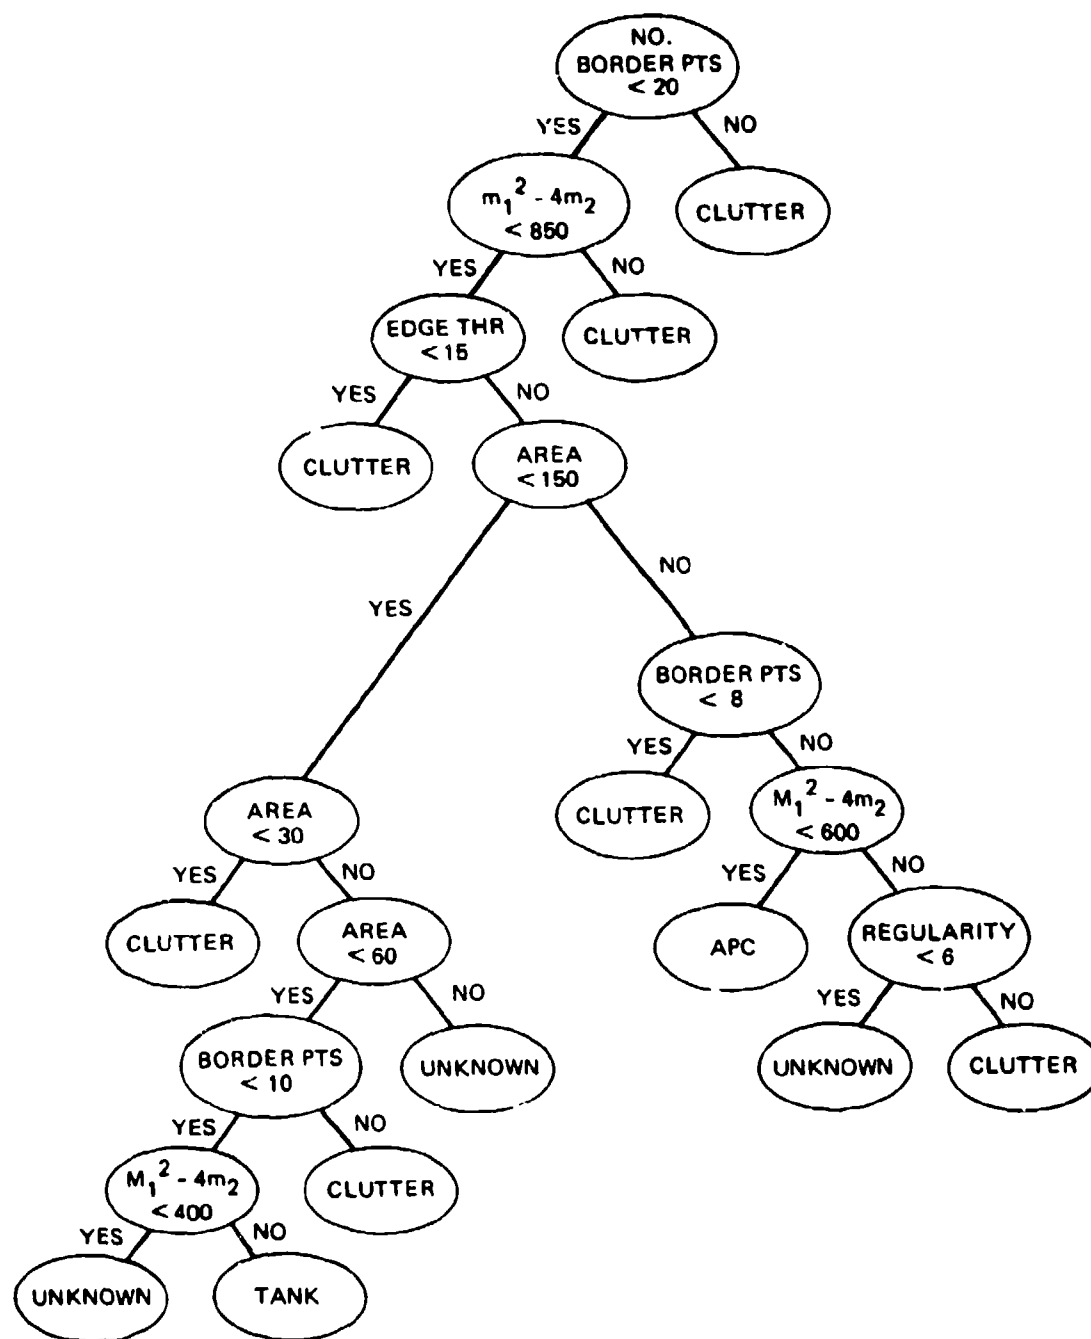 NO.
BORDER PTS
< 20
YES
NO
m₁² - 4m₂
< 850
CLUTTER
YES
NO
EDGE THR
< 15
CLUTTER
YES
NO
CLUTTER
AREA
< 150
NO
YES
BORDER PTS
< 8
YES
NO
AREA
< 30
CLUTTER
M₁² - 4m₂
< 600
YES
NO
YES
NO
CLUTTER
AREA
< 60
APC
REGULARITY
< 6
YES
NO
YES
NO
BORDER PTS
< 10
UNKNOWN
UNKNOWN
CLUTTER
YES
NO
M₁² - 4m₂
< 400
CLUTTER
YES
NO
UNKNOWN
TANK